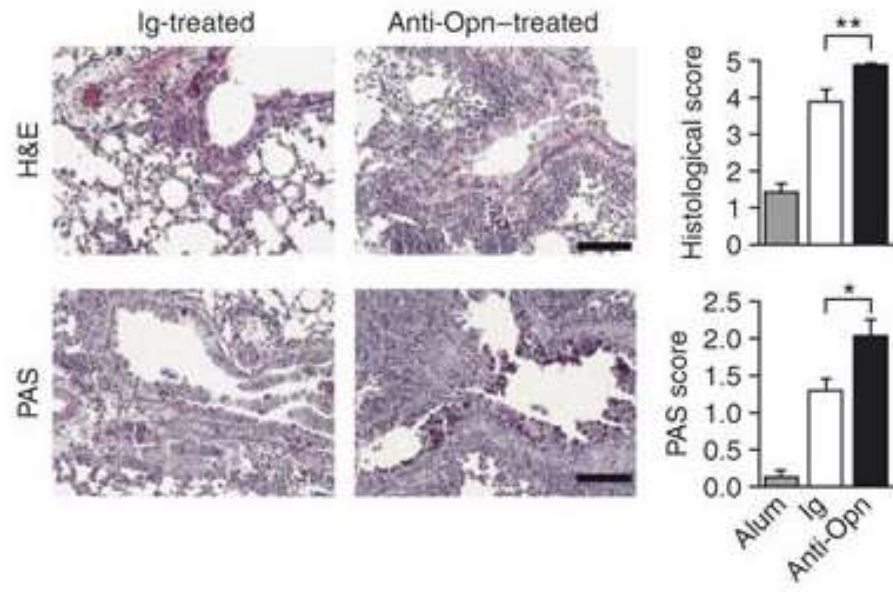 Ig-treated
Anti-Opn–treated
H&E
Histological score
5
4
3
2
1
0
**
PAS
PAS score
2.5
2.0
1.5
1.0
0.5
0.0
*
Alum
Ig
Anti-Opn